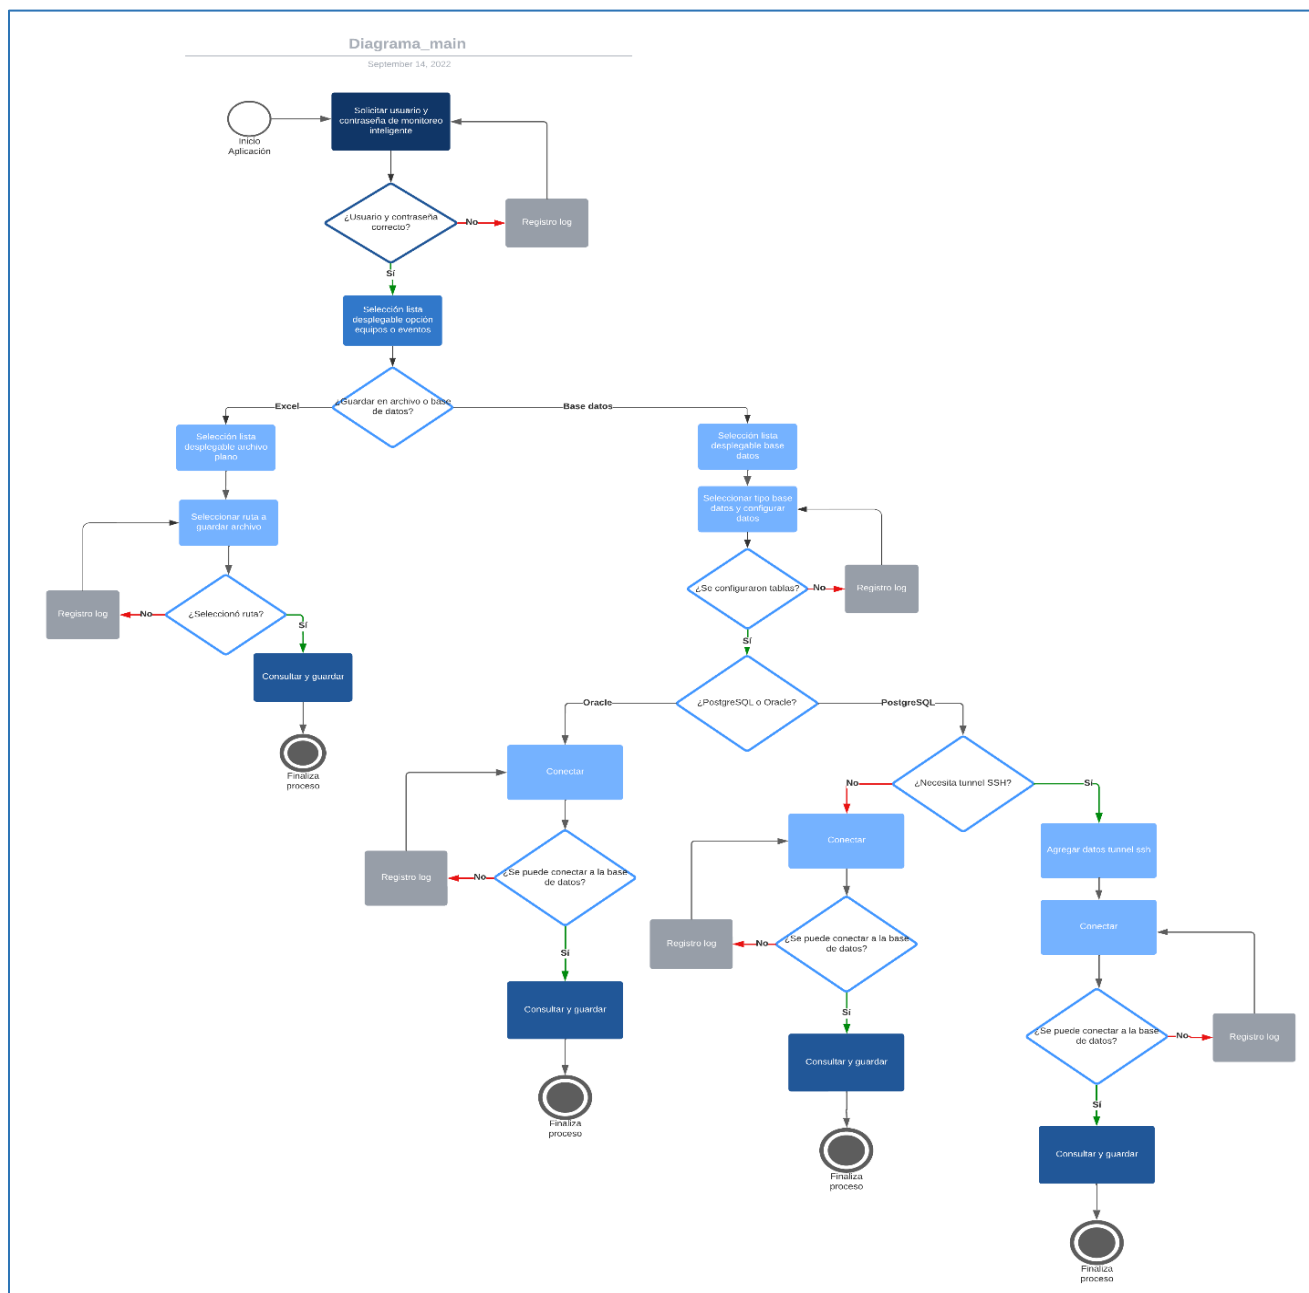 Diagrama_main
September 14, 2022
Solicitar usuario y
contraseña de monitoreo
inteligente
Inicio
Aplicación
¿Usuario y contraseña
correcto?
No
Registro log
Sí
Selección lista
desplegable opción
equipos o eventos
¿Guardar en archivo o base
de datos?
Excel
Base datos
Selección lista
desplegable archivo
plano
Seleccionar ruta a
guardar archivo
¿Seleccionó ruta?
No
Registro log
Sí
Consultar y guardar
Finaliza
proceso
Selección lista
desplegable base
datos
Seleccionar tipo base
datos y configurar
datos
¿Se configuraron tablas?
No
Registro log
Sí
¿PostgreSQL o Oracle?
Oracle
PostgreSQL
Conectar
¿Se puede conectar a la base
de datos?
No
Registro log
Sí
Consultar y guardar
Finaliza
proceso
¿Necesita tunnel SSH?
No
Sí
Conectar
¿Se puede conectar a la base
de datos?
No
Registro log
Sí
Consultar y guardar
Finaliza
proceso
Agregar datos tunnel ssh
Conectar
¿Se puede conectar a la base
de datos?
No
Registro log
Sí
Consultar y guardar
Finaliza
proceso